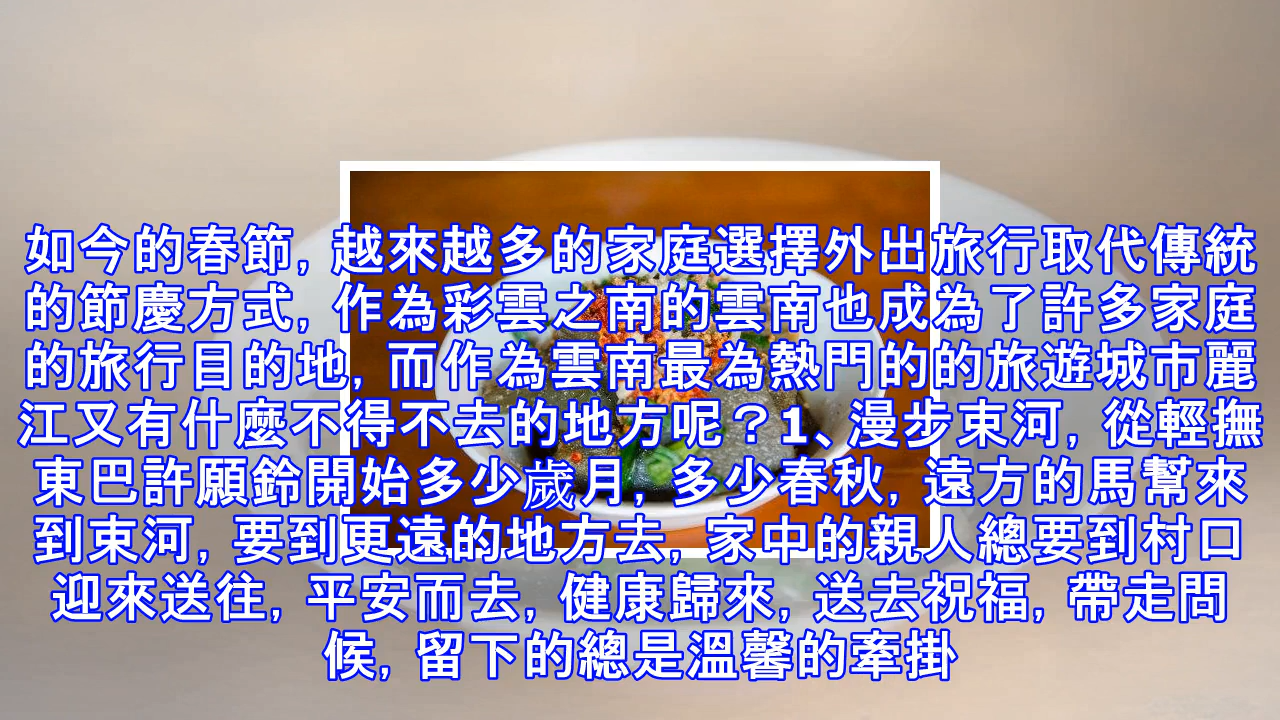 如今的春節, 越來越多的家庭選擇外出旅行取代傳統
的節慶方式, 作為彩雲之南的雲南也成為了許多家庭
的旅行目的地, 而作為雲南最為熱門的的旅遊城市麗
江又有什麼不得不去的地方呢？1、漫步束河, 從輕撫
東巴許願鈴開始多少歲月, 多少春秋, 遠方的馬幫來
到束河, 要到更遠的地方去, 家中的親人總要到村口
迎來送往, 平安而去, 健康歸來, 送去祝福, 帶走問
候, 留下的總是溫馨的牽掛